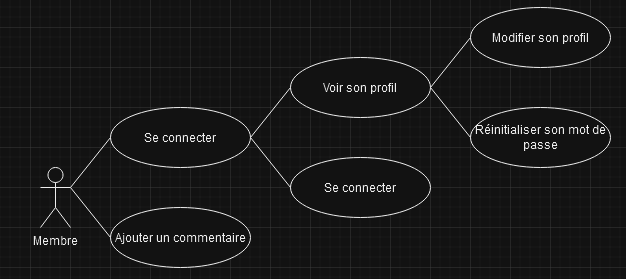 Modifier son profil
Voir son profil
Réinitialiser son mot de
passe
Se connecter
Se connecter
Membre
Ajouter un commentaire